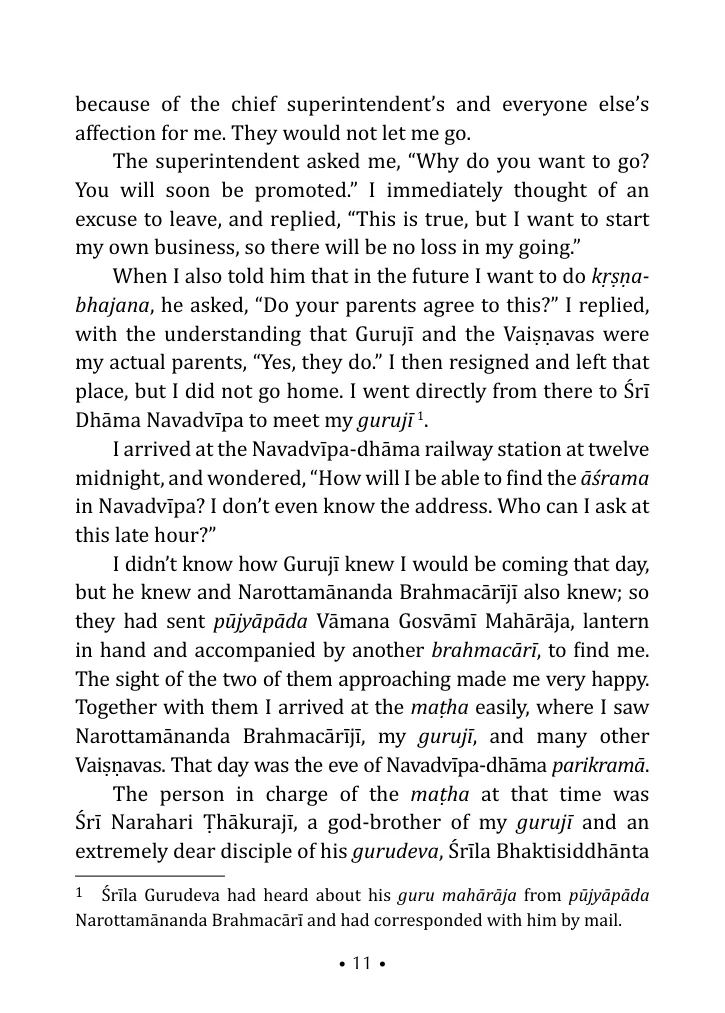 because of the chief superintendent’s and everyone else’s
affection for me. They would not let me go.
The superintendent asked me, “Why do you want to go?
You will soon be promoted.” I immediately thought of an
excuse to leave, and replied, “This is true, but I want to start
my own business, so there will be no loss in my going.”
When I also told him that in the future I want to do kṛṣṇa-
bhajana, he asked, “Do your parents agree to this?” I replied,
with the understanding that Gurujī and the Vaiṣṇavas were
my actual parents, “Yes, they do.” I then resigned and left that
place, but I did not go home. I went directly from there to Śrī
Dhāma Navadvīpa to meet my gurujī 1.
I arrived at the Navadvīpa-dhāma railway station at twelve
midnight, and wondered, “How will I be able to find the āśrama
in Navadvīpa? I don’t even know the address. Who can I ask at
this late hour?”
I didn’t know how Gurujī knew I would be coming that day,
but he knew and Narottamānanda Brahmacārījī also knew; so
they had sent pūjyāpāda Vāmana Gosvāmī Mahārāja, lantern
in hand and accompanied by another brahmacārī, to find me.
The sight of the two of them approaching made me very happy.
Together with them I arrived at the maṭha easily, where I saw
Narottamānanda Brahmacārījī, my gurujī, and many other
Vaiṣṇavas. That day was the eve of Navadvīpa-dhāma parikramā.
The person in charge of the maṭha at that time was
Śrī Narahari Ṭhākurajī, a god-brother of my gurujī and an
extremely dear disciple of his gurudeva, Śrīla Bhaktisiddhānta
1 Śrīla Gurudeva had heard about his guru mahārāja from pūjyāpāda
Narottamānanda Brahmacārī and had corresponded with him by mail.
• 11 •